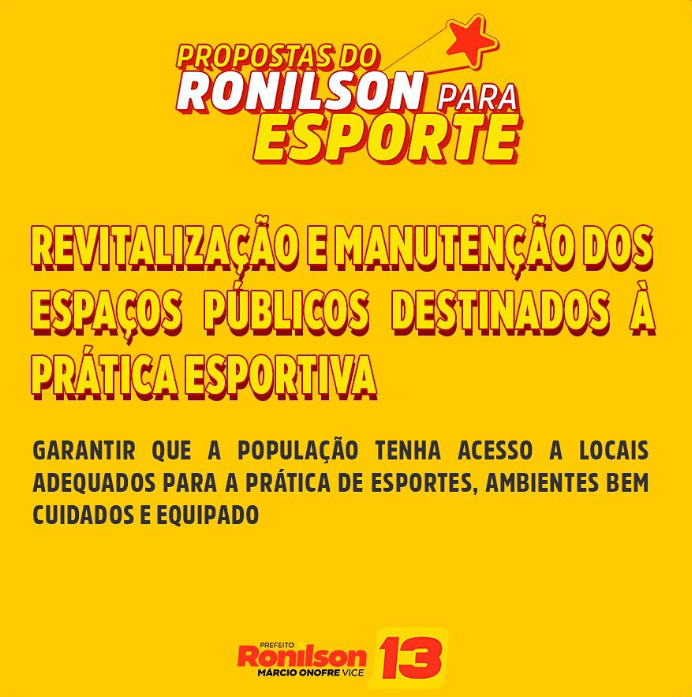 PROPOSTAS DO
RONILSON PARA
ESPORTE
REVITALIZAÇÃO E MANUTENÇÃO DOS
ESPAÇOS PÚBLICOS DESTINADOS À
PRÁTICA ESPORTIVA
GARANTIR QUE A POPULAÇÃO TENHA ACESSO A LOCAIS
ADEQUADOS PARA A PRÁTICA DE ESPORTES, AMBIENTES BEM
CUIDADOS E EQUIPADO
PREFEITO
Ronilson 13
MÁRCIO ONOFRE VICE